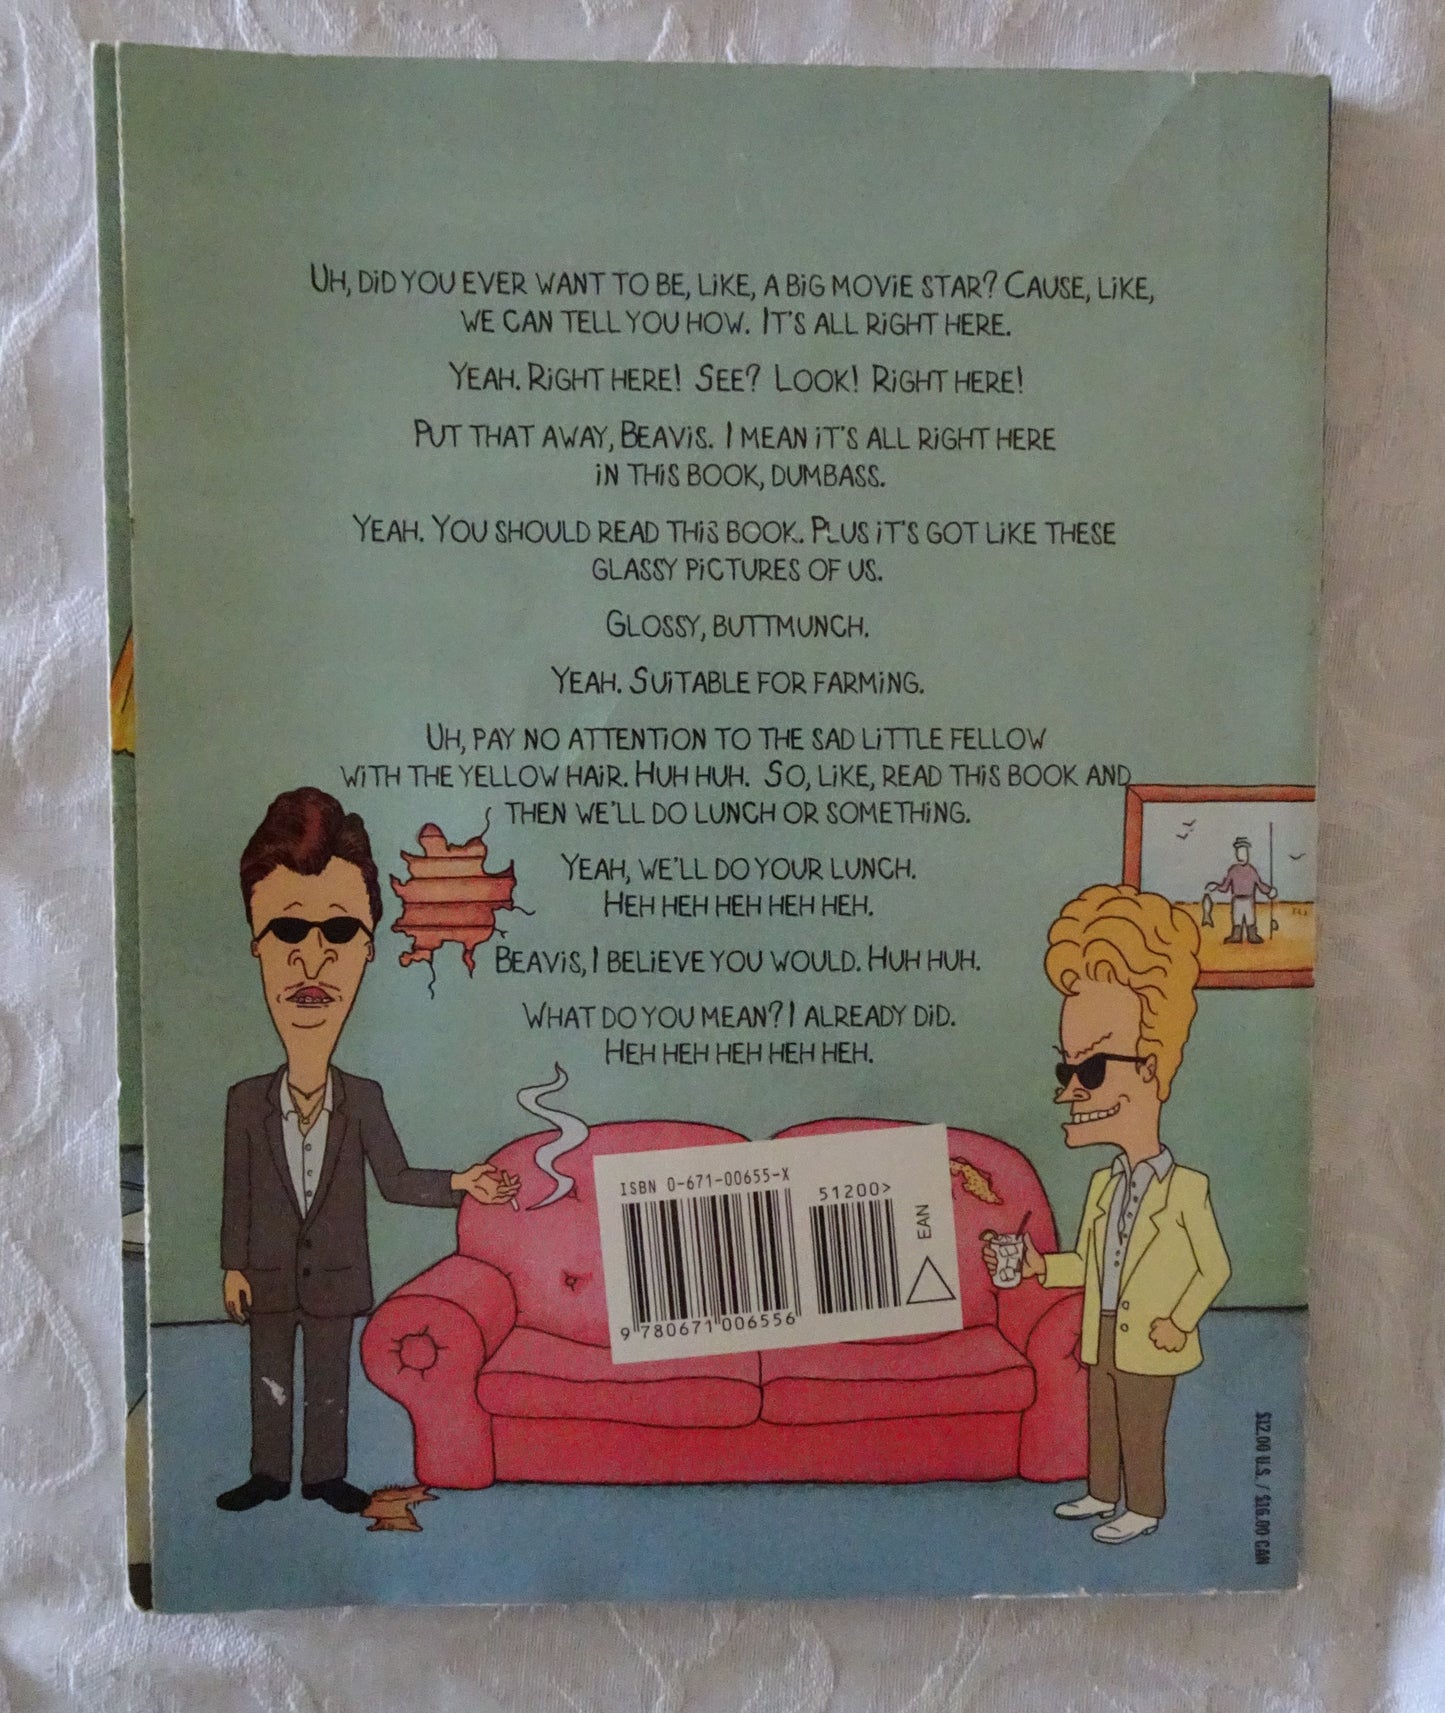 UH, DID YOU EVER WANT TO BE, LIKE, A BIG MOVIE STAR? CAUSE, LIKE,
WE CAN TELL YOU HOW. IT'S ALL RIGHT HERE.
YEAH. RIGHT HERE! SEE? LOOK! RIGHT HERE!
PUT THAT AWAY, BEAVIS. I MEAN IT'S ALL RIGHT HERE
IN THIS BOOK, DUMBASS.
YEAH. YOU SHOULD READ THIS BOOK. PLUS IT'S GOT LIKE THESE
GLASSY PICTURES OF US.
GLOSSY, BUTTMUNCH.
YEAH. SUITABLE FOR FARMING.
UH, PAY NO ATTENTION TO THE SAD LITTLE FELLOW
WITH THE YELLOW HAIR. HUH HUH. SO, LIKE, READ THIS BOOK AND
THEN WE'LL DO LUNCH OR SOMETHING.
YEAH, WE'LL DO YOUR LUNCH.
HEH HEH HEH HEH HEH.
BEAVIS, I BELIEVE YOU WOULD. HUH HUH.
WHAT DO YOU MEAN? I ALREADY DID.
HEH HEH HEH HEH HEH.
ISBN 0-671-00655-X
51200>
EAN
9 780671 006556
$12.00 U.S. / $16.00 CAN